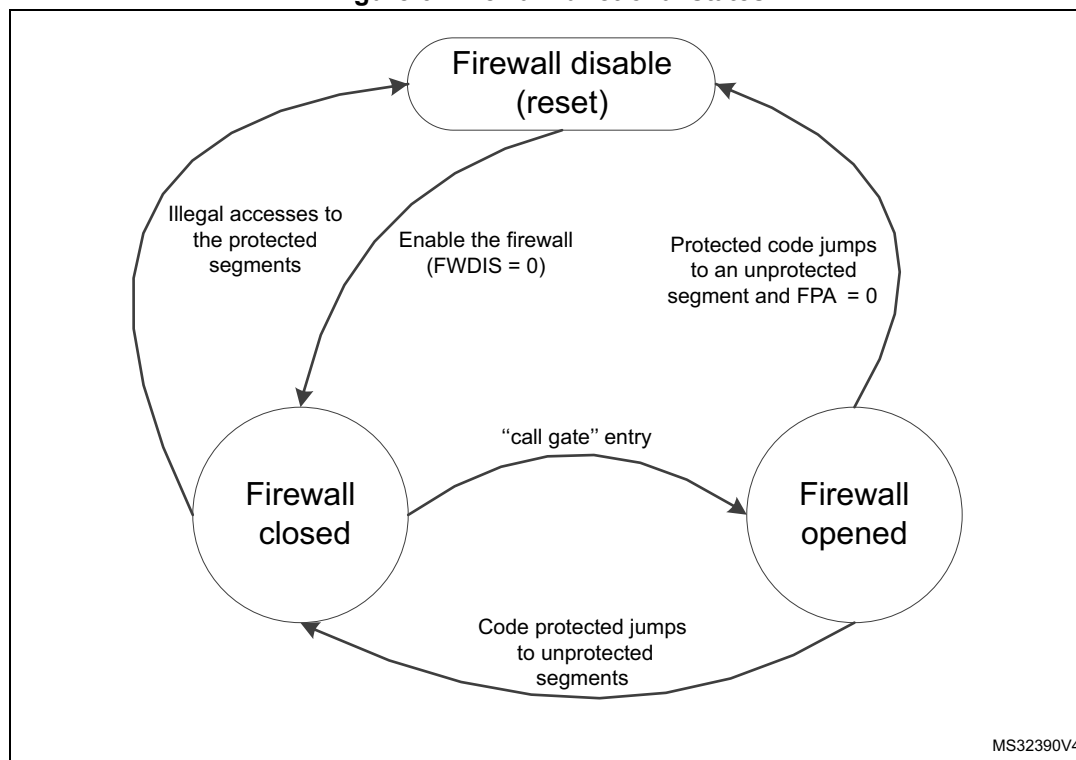 Firewall disable
(reset)
Illegal accesses to
the protected
segments
Enable the firewall
(FWDIS = 0)
Protected code jumps
to an unprotected
segment and FPA  = 0
“call gate” entry
Firewall
closed
Firewall
opened
Code protected jumps
to unprotected
segments
MS32390V4